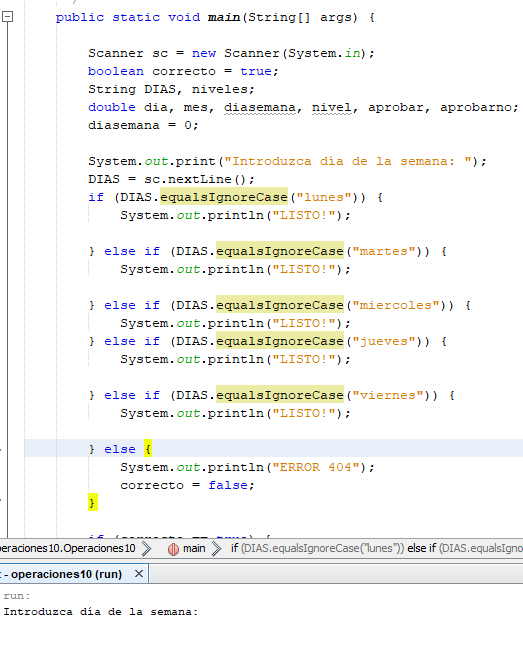 public static void main(String[] args) {
Scanner sc = new Scanner(System.in);
boolean correcto = true;
String DIAS, niveles;
double dia, mes, diasemana, nivel, aprobar, aprobarno;
diasemana = 0;
System.out.print("Introduzca día de la semana: ");
DIAS = sc.nextLine();
if (DIAS.equalsIgnoreCase("lunes")) {
System.out.println("LISTO!");
} else if (DIAS.equalsIgnoreCase("martes")) {
System.out.println("LISTO!");
} else if (DIAS.equalsIgnoreCase("miercoles")) {
System.out.println("LISTO!");
} else if (DIAS.equalsIgnoreCase("jueves")) {
System.out.println("LISTO!");
} else if (DIAS.equalsIgnoreCase("viernes")) {
System.out.println("LISTO!");
} else {
System.out.println("ERROR 404");
correcto = false;
}
if (correcto == true) {
peraciones10.Operaciones10 main if (DIAS.equalsIgnoreCase("lunes")) else if (DIAS.equalsIgno
- operaciones10 (run) ×
run:
Introduzca día de la semana: